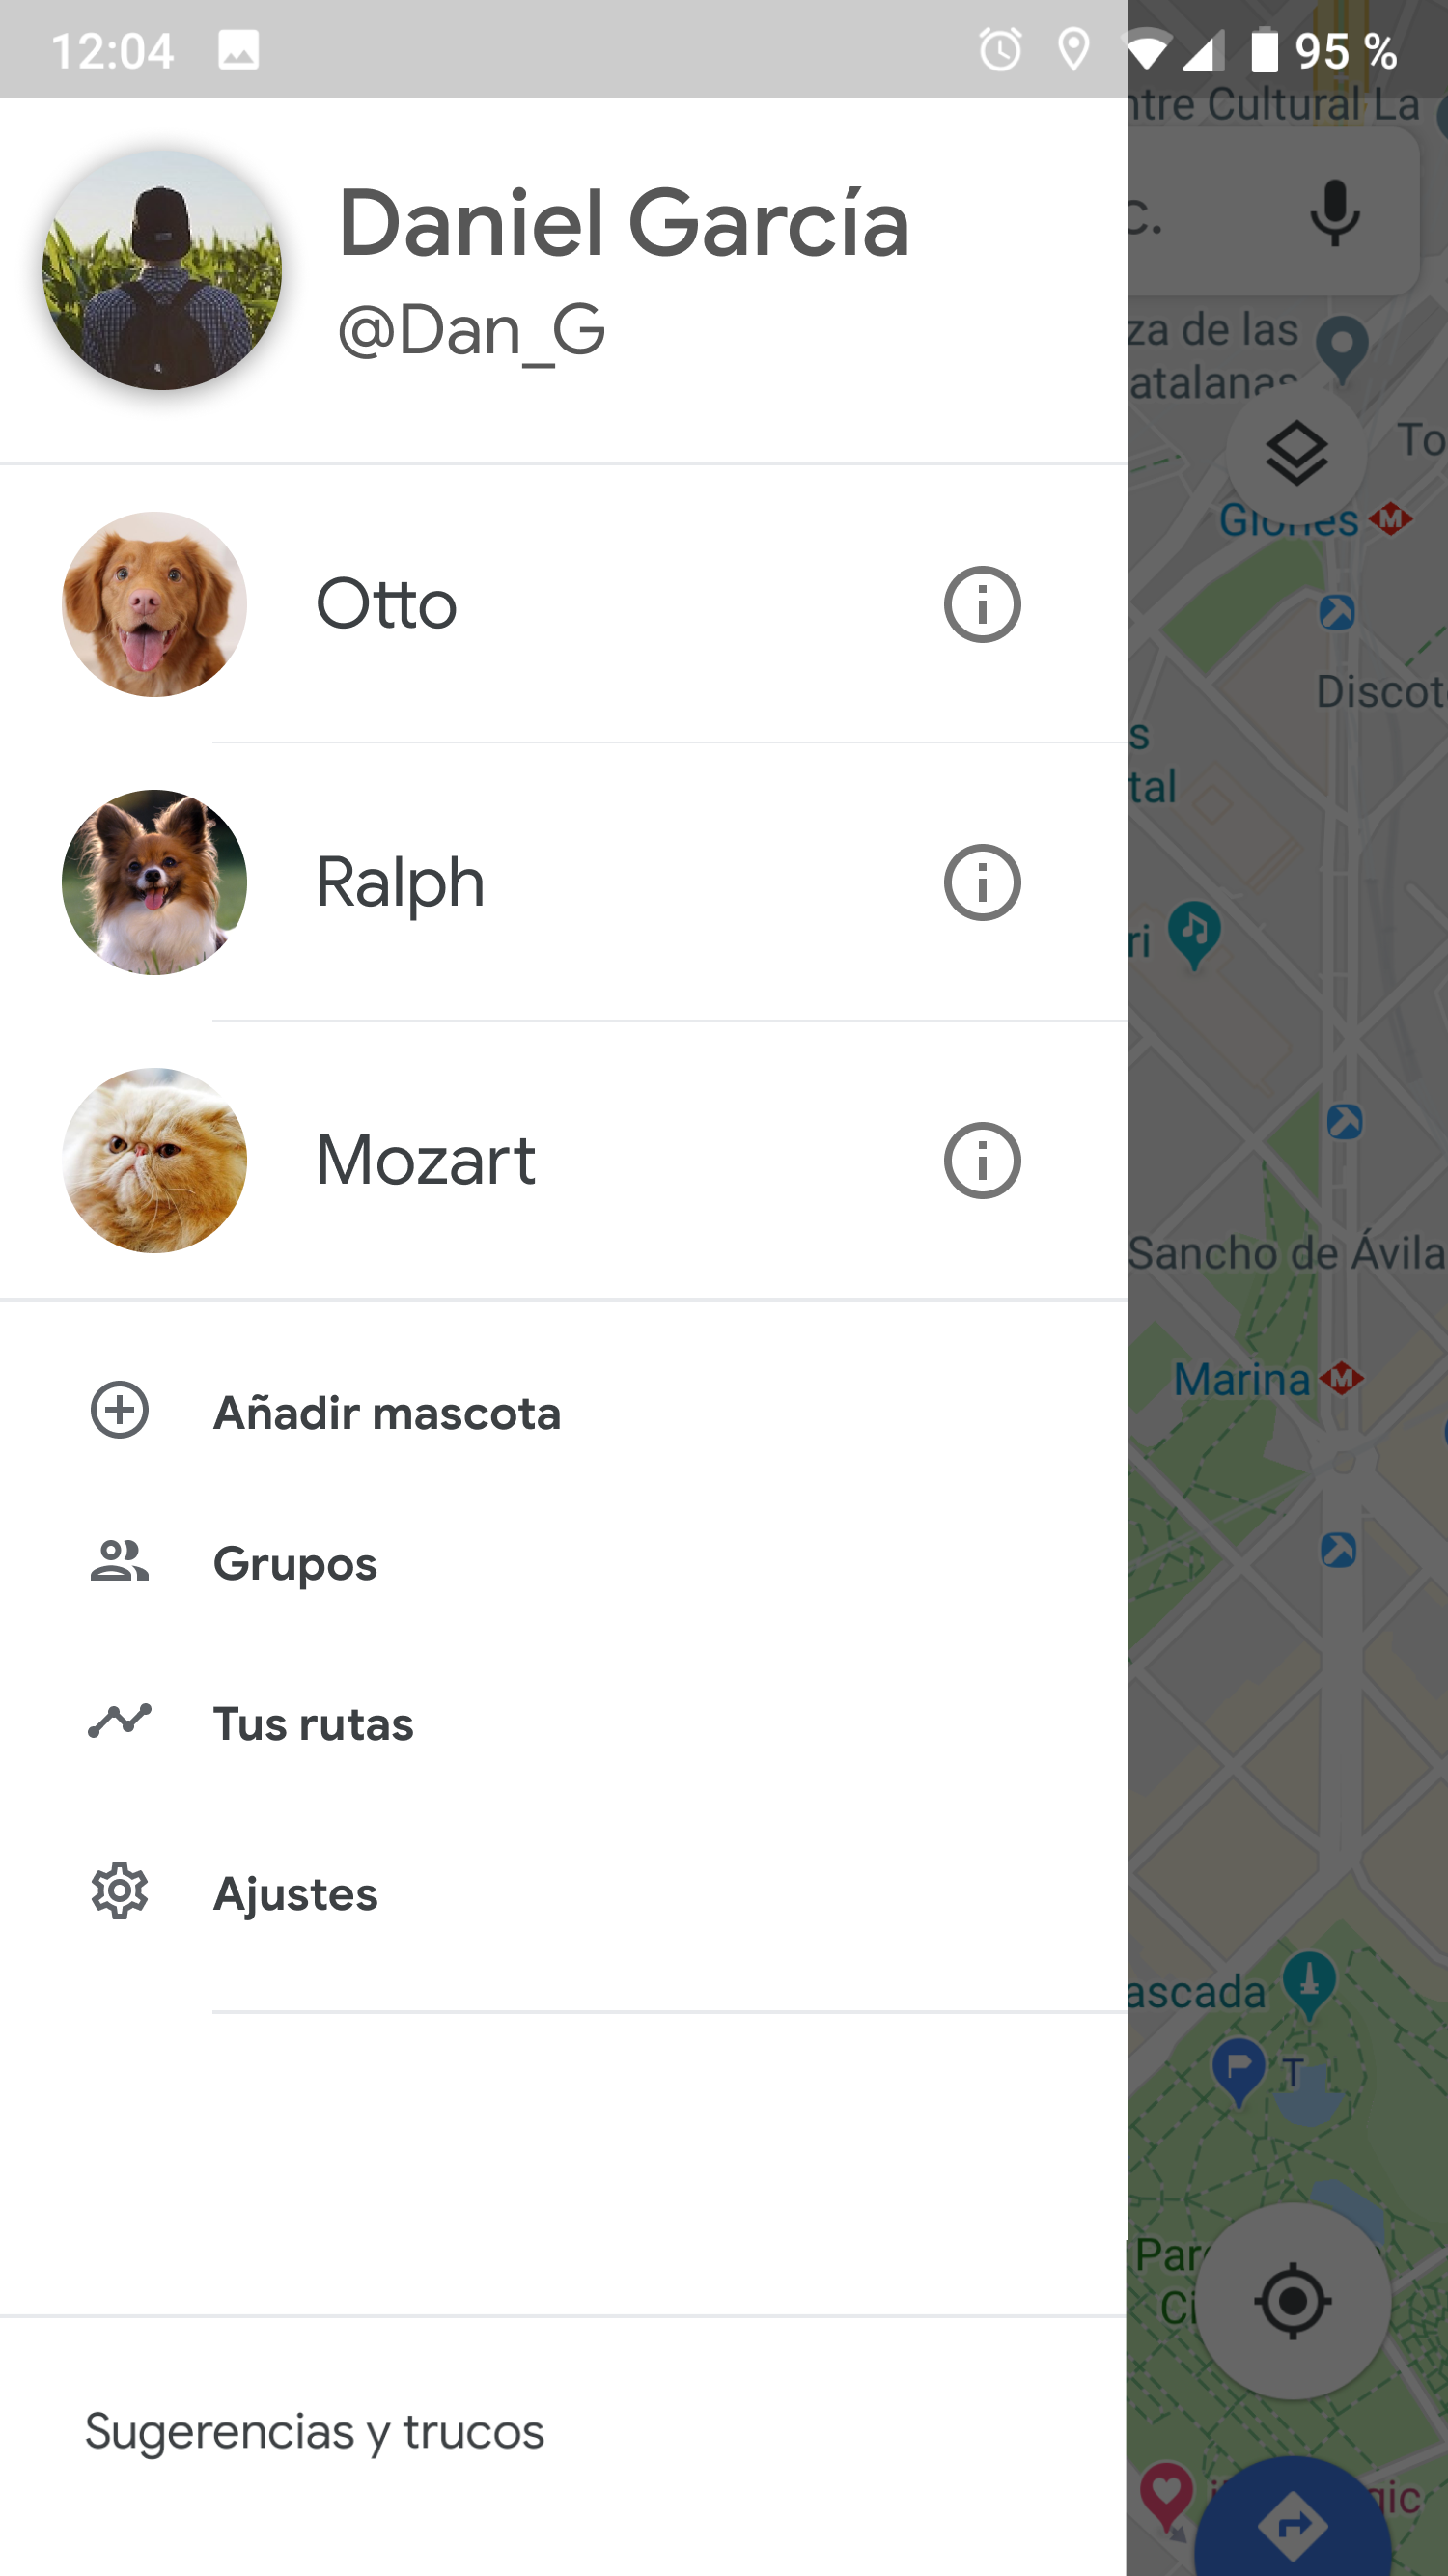 12:04
95 %
ntre Cultural La
c.
Daniel García
@Dan_G
za de las
atalanas
To
Glòries
M
Otto
Discot
s
tal
Ralph
ri
Mozart
Sancho de Ávila
Marina
M
Añadir mascota
Grupos
Tus rutas
Ajustes
ascada
T
Par
Ci
Sugerencias y trucos
gic